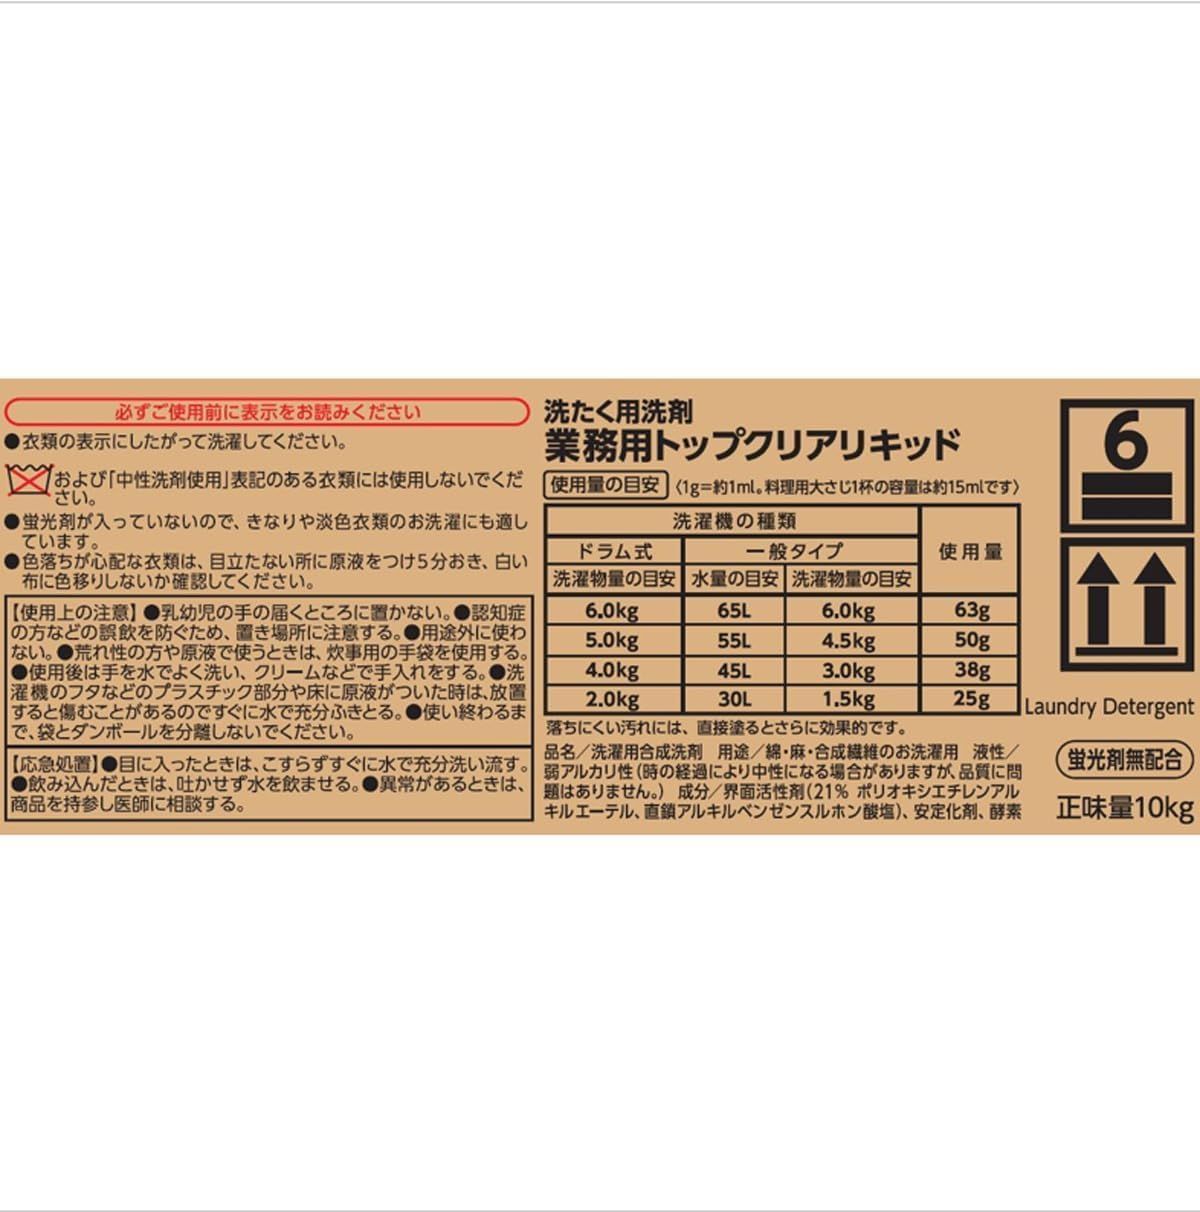 必ずご使用前に表示をお読みください
●衣類の表示にしたがって洗濯してください。
および「中性洗剤使用」表記のある衣類には使用しないでくだ
さい。
●蛍光剤が入っていないので、きなりや淡色衣類のお洗濯にも適し
ています。
●色落ちが心配な衣類は、目立たない所に原液をつけ5分おき、白い
布に色移りしないか確認してください。
【使用上の注意】●乳幼児の手の届くところに置かない。●認知症
の方などの誤飲を防ぐため、置き場所に注意する。●用途外に使わ
ない。●荒れ性の方や原液で使うときは、炊事用の手袋を使用する。
●使用後は手を水でよく洗い、クリームなどで手入れをする。●洗
濯機のフタなどのプラスチック部分や床に原液がついた時は、放置
すると傷むことがあるのですぐに水で充分ふきとる。●使い終わるま
で、袋とダンボールを分離しないでください。
【応急処置】●目に入ったときは、こすらずすぐに水で充分洗い流す。
●飲み込んだときは、吐かせず水を飲ませる。●異常があるときは、
商品を持参し医師に相談する。
洗たく用洗剤
業務用トップクリアリキッド
使用量の目安 〈1g=約1ml。料理用大さじ1杯の容量は約15mlです〉
洗濯機の種類 使用量
ドラム式 一般タイプ
洗濯物量の目安 水量の目安 洗濯物量の目安
6.0kg 65L 6.0kg 63g
5.0kg 55L 4.5kg 50g
4.0kg 45L 3.0kg 38g
2.0kg 30L 1.5kg 25g
落ちにくい汚れには、直接塗るとさらに効果的です。
品名／洗濯用合成洗剤 用途／綿・麻・合成繊維のお洗濯用 液性／
弱アルカリ性（時の経過により中性になる場合がありますが、品質に問
題はありません。） 成分／界面活性剤（21% ポリオキシエチレンアル
キルエーテル、直鎖アルキルベンゼンスルホン酸塩）、安定化剤、酵素
6
Laundry Detergent
蛍光剤無配合
正味量10kg